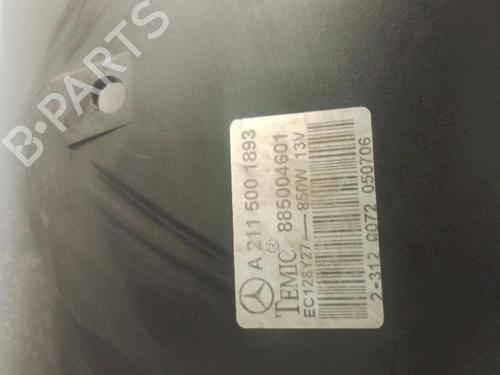 B-PARTS
A 211 500 1893
TEMIC® 885004601
EC128Y27 — 850W 13V
2-312 0072 050706